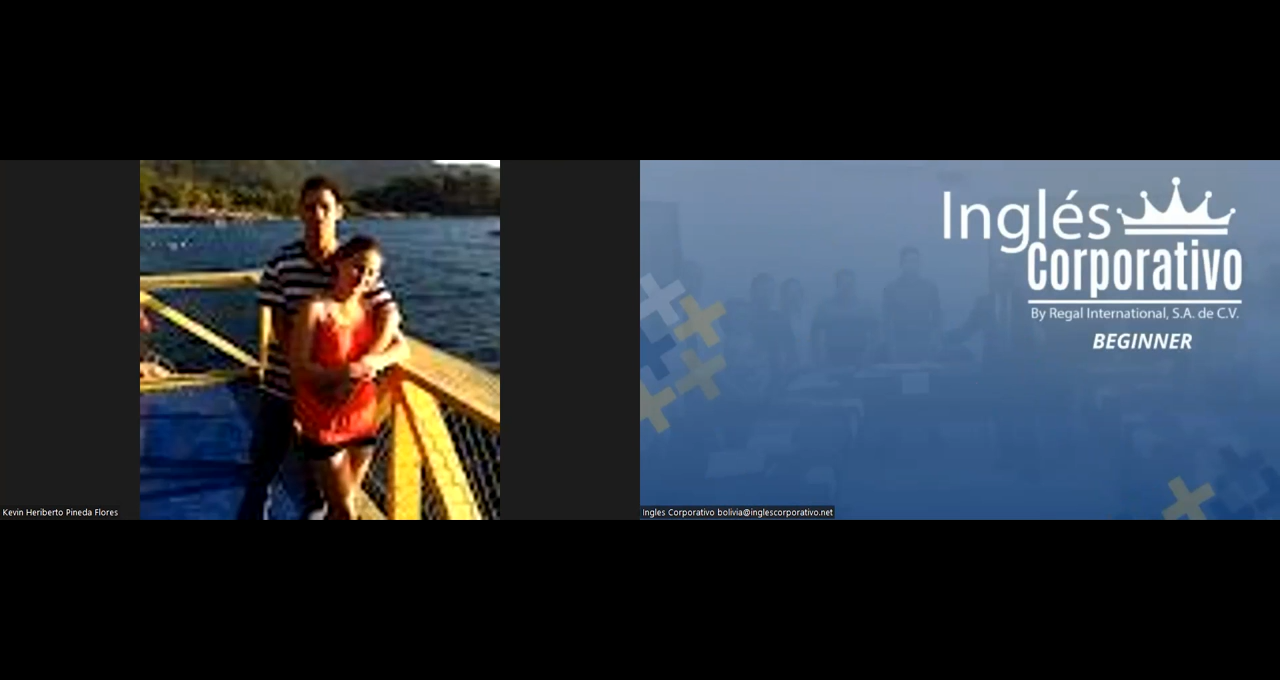 Inglés
Corporativo
By Regal International, S.A. de C.V.
BEGINNER
Kevin Heriberto Pineda Flores
Ingles Corporativo bolivia@inglescorporativo.net